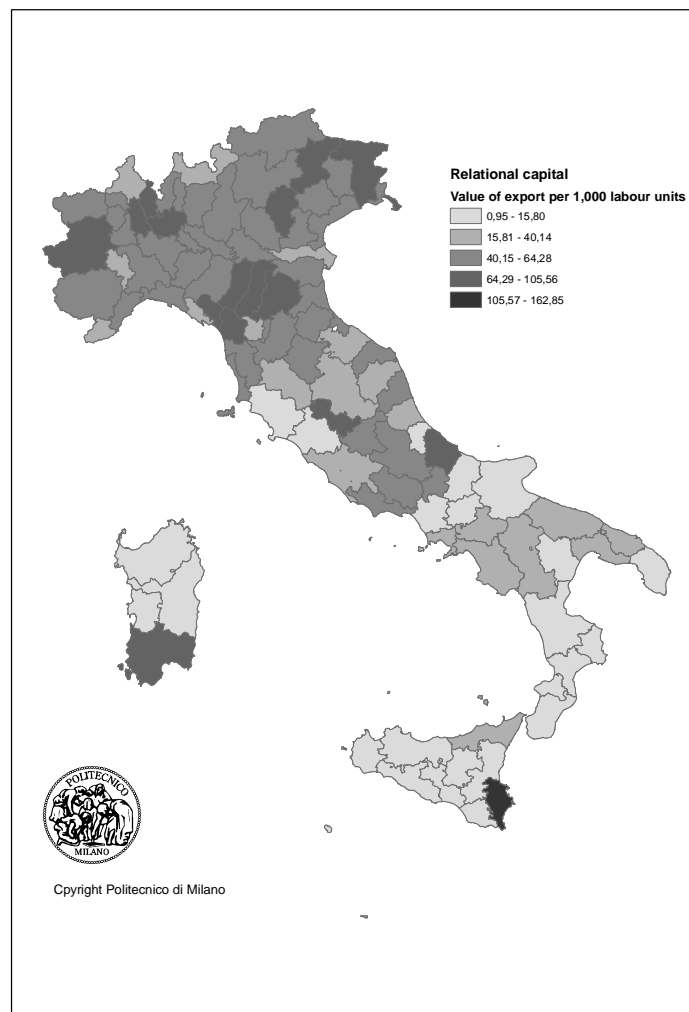 Relational capital
Value of export per 1,000 labour units
0,95 - 15,80
15,81 - 40,14
40,15 - 64,28
64,29 - 105,56
105,57 - 162,85
POLITECNICO
MILANO
Cpyright Politecnico di Milano